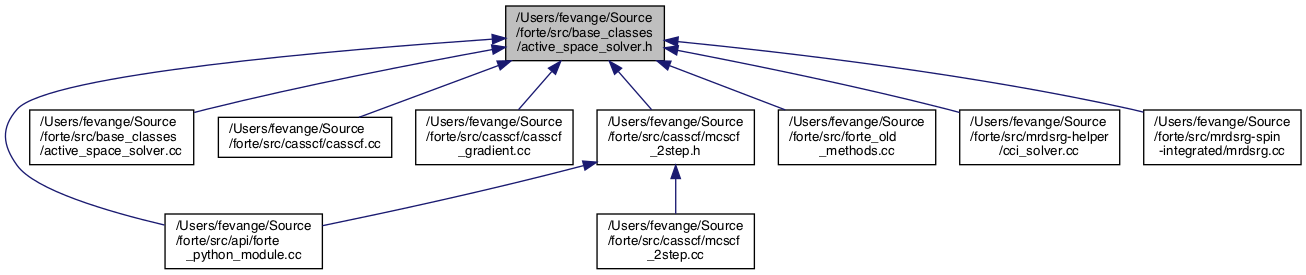 /Users/fevange/Source
/forte/src/base_classes
/active_space_solver.h
/Users/fevange/Source
/forte/src/base_classes
/active_space_solver.cc
/Users/fevange/Source
/forte/src/casscf/casscf.cc
/Users/fevange/Source
/forte/src/casscf/casscf
_gradient.cc
/Users/fevange/Source
/forte/src/casscf/mcscf
_2step.h
/Users/fevange/Source
/forte/src/forte_old
_methods.cc
/Users/fevange/Source
/forte/src/mrdsrg-helper
/cci_solver.cc
/Users/fevange/Source
/forte/src/mrdsrg-spin
-integrated/mrdsrg.cc
/Users/fevange/Source
/forte/src/api/forte
_python_module.cc
/Users/fevange/Source
/forte/src/casscf/mcscf
_2step.cc